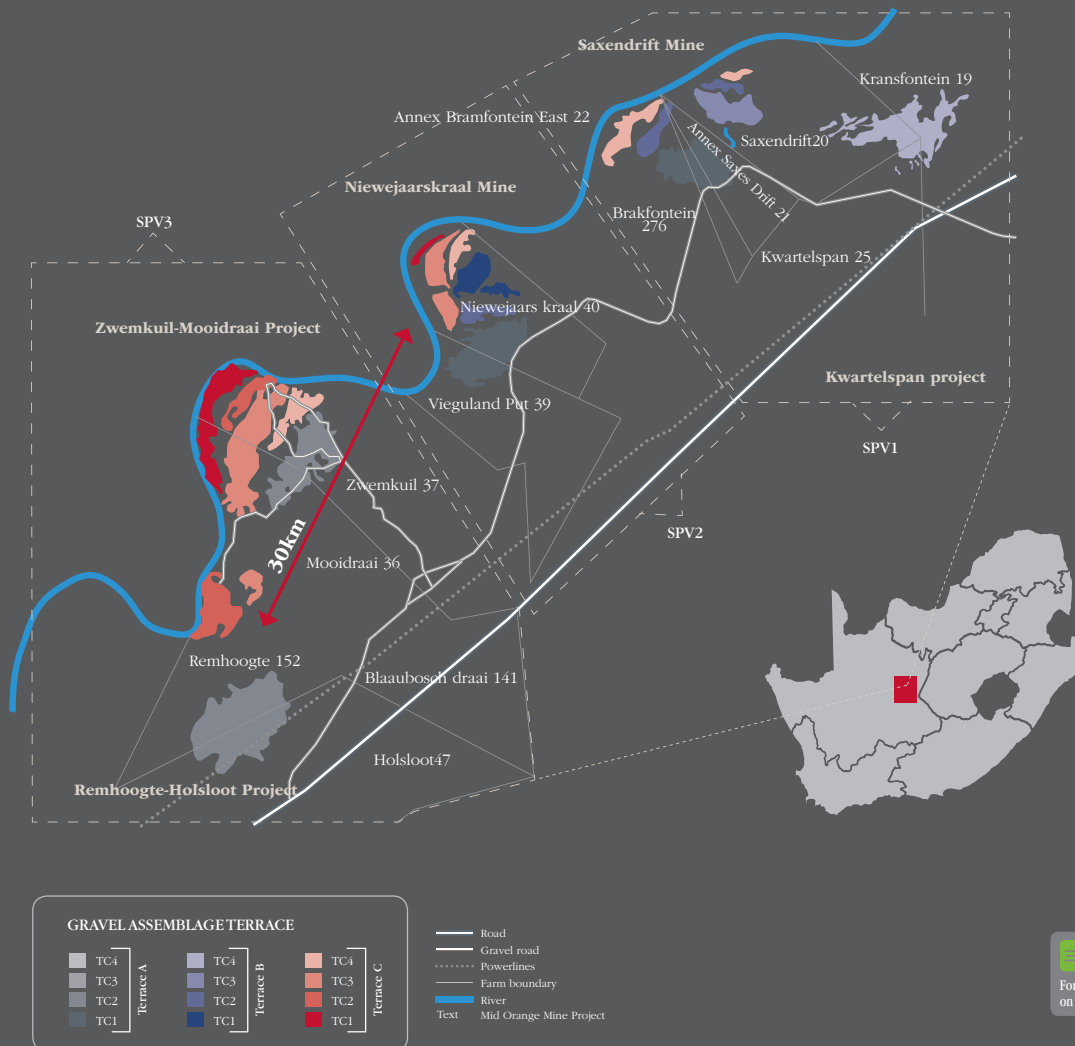 Saxendrift Mine
Kransfontein 19
Annex Bramfontein East 22
Saxendrift20
Annex Saxes Drift 21
Niewejaarskraal Mine
Brakfontein
276
SPV3
Kwartelspan 25
Niewejaars kraal 40
Zwemkuil-Mooidraai Project
Kwartelspan project
Vieguland Put 39
SPV1
Zwemkuil 37
SPV2
30km
Mooidraai 36
Remhoogte 152
Blaaubosch draai 141
Holsloot47
Remhoogte-Holsloot Project
GRAVEL ASSEMBLAGE TERRACE
TC4
TC3
TC2
TC1
Terrace A
TC4
TC3
TC2
TC1
Terrace B
TC4
TC3
TC2
TC1
Terrace C
Road
Gravel road
Powerlines
Farm boundary
River
Text Mid Orange Mine Project
For
on